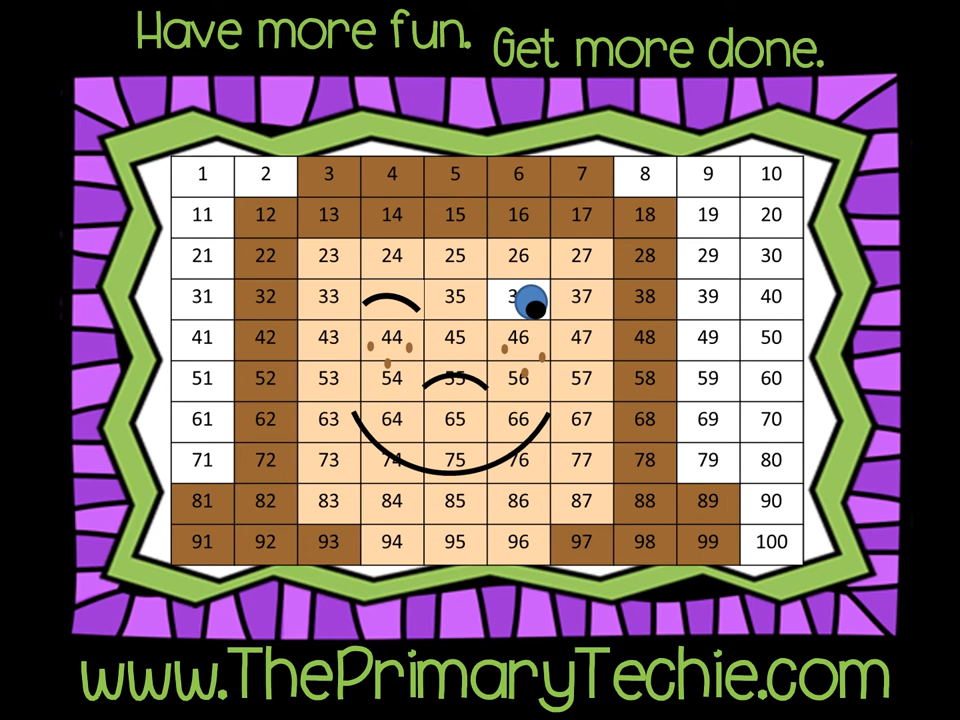 Have more fun. Get more done.
1 2 3 4 5 6 7 8 9 10
11 12 13 14 15 16 17 18 19 20
21 22 23 24 25 26 27 28 29 30
31 32 33 35 37 38 39 40
41 42 43 44 45 46 47 48 49 50
51 52 53 54 55 56 57 58 59 60
61 62 63 64 65 66 67 68 69 70
71 72 73 74 75 76 77 78 79 80
81 82 83 84 85 86 87 88 89 90
91 92 93 94 95 96 97 98 99 100
www.ThePrimaryTechie.com